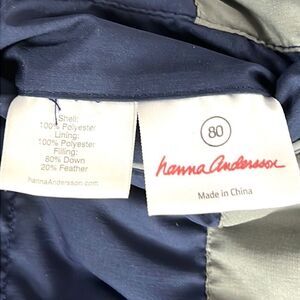 Shell:
100% Polyester
Lining:
100% Polyester
Filling:
80% Down
20% Feather
hannaAndersson.com
80
hanna Andersson
Made in China